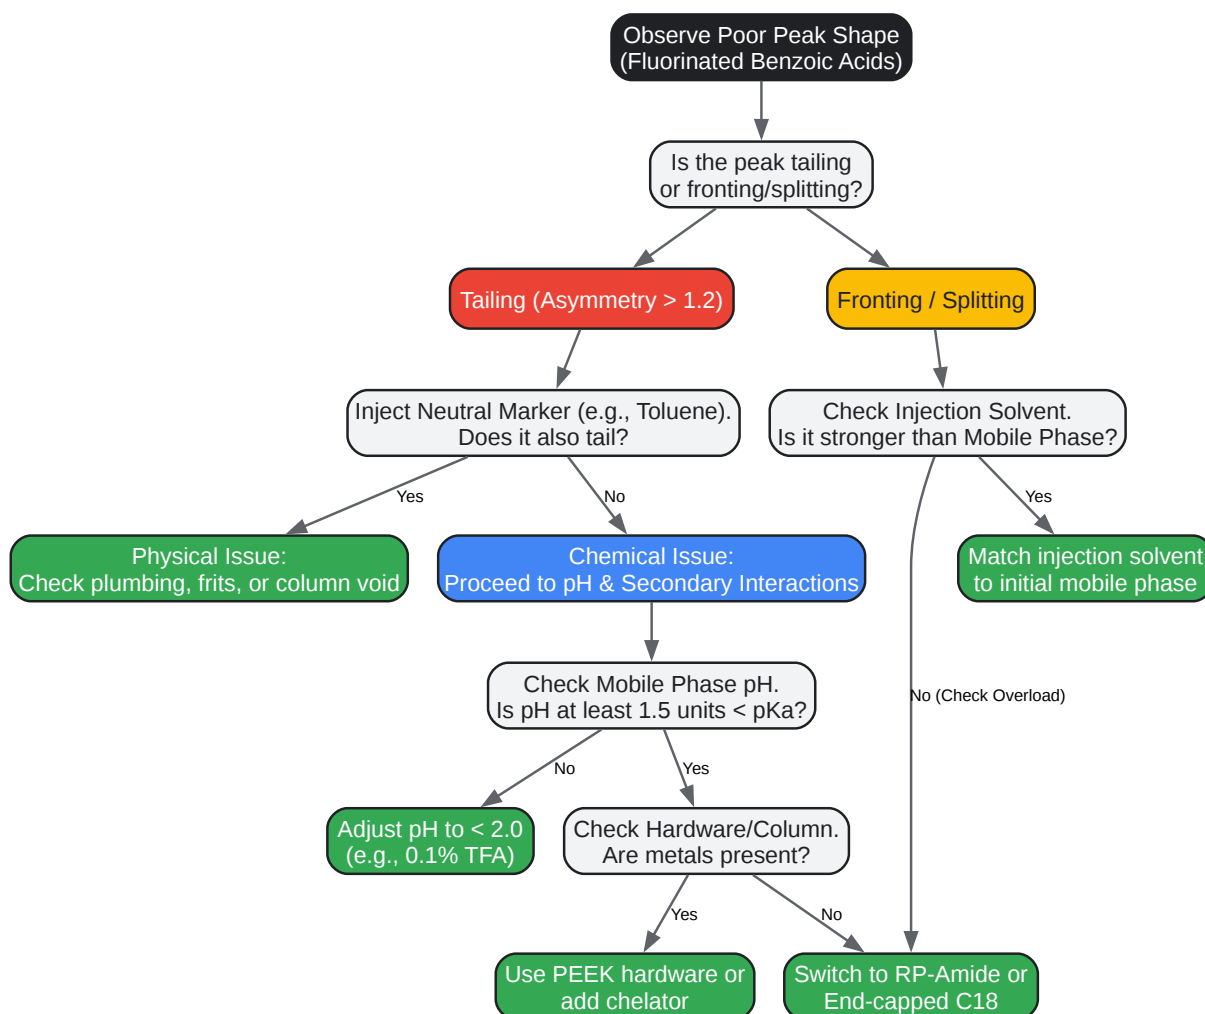 Observe Poor Peak Shape
(Fluorinated Benzoic Acids)
Is the peak tailing
or fronting/splitting?
Tailing (Asymmetry > 1.2)
Fronting / Splitting
Inject Neutral Marker (e.g., Toluene).
Does it also tail?
Check Injection Solvent.
Is it stronger than Mobile Phase?
Yes
No
Yes
Physical Issue:
Check plumbing, frits, or column void
Chemical Issue:
Proceed to pH & Secondary Interactions
Match injection solvent
to initial mobile phase
Check Mobile Phase pH.
Is pH at least 1.5 units < pKa?
No (Check Overload)
No
Yes
Adjust pH to < 2.0
(e.g., 0.1% TFA)
Check Hardware/Column.
Are metals present?
Yes
No
Use PEEK hardware or
add chelator
Switch to RP-Amide or
End-capped C18